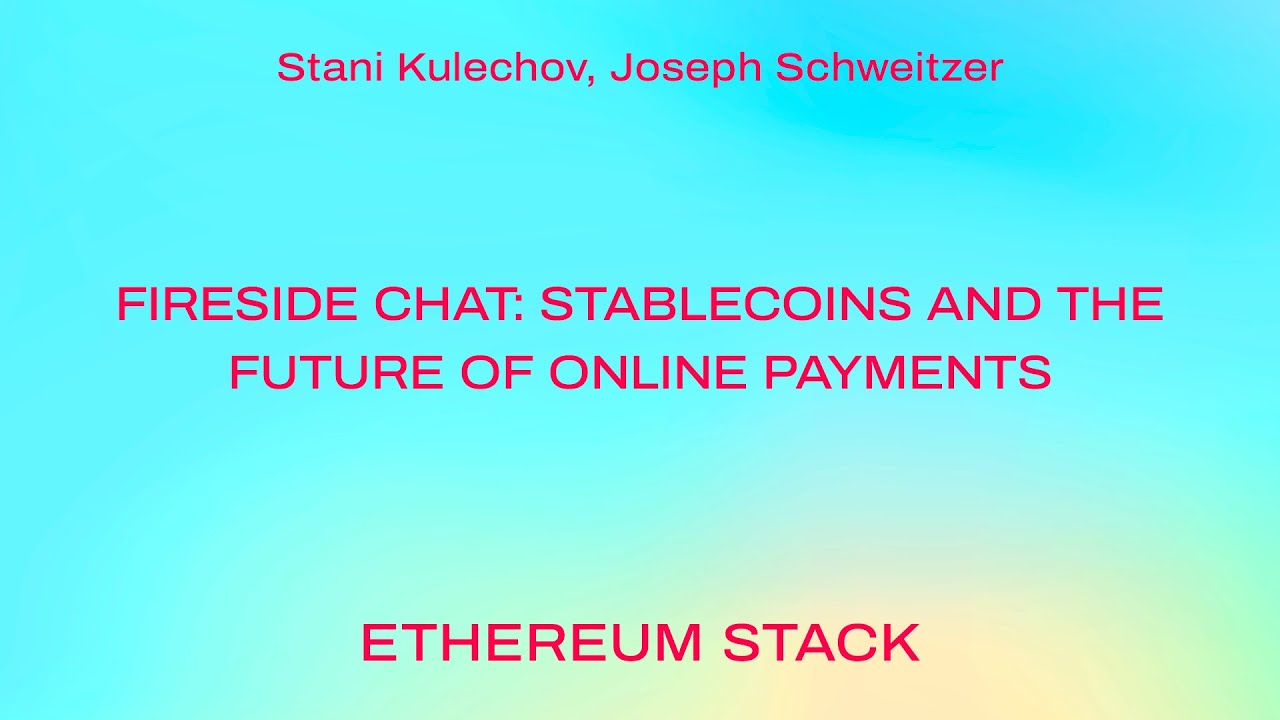 Stani Kulechov, Joseph Schweitzer
FIRESIDE CHAT: STABLECOINS AND THE
FUTURE OF ONLINE PAYMENTS
ETHEREUM STACK